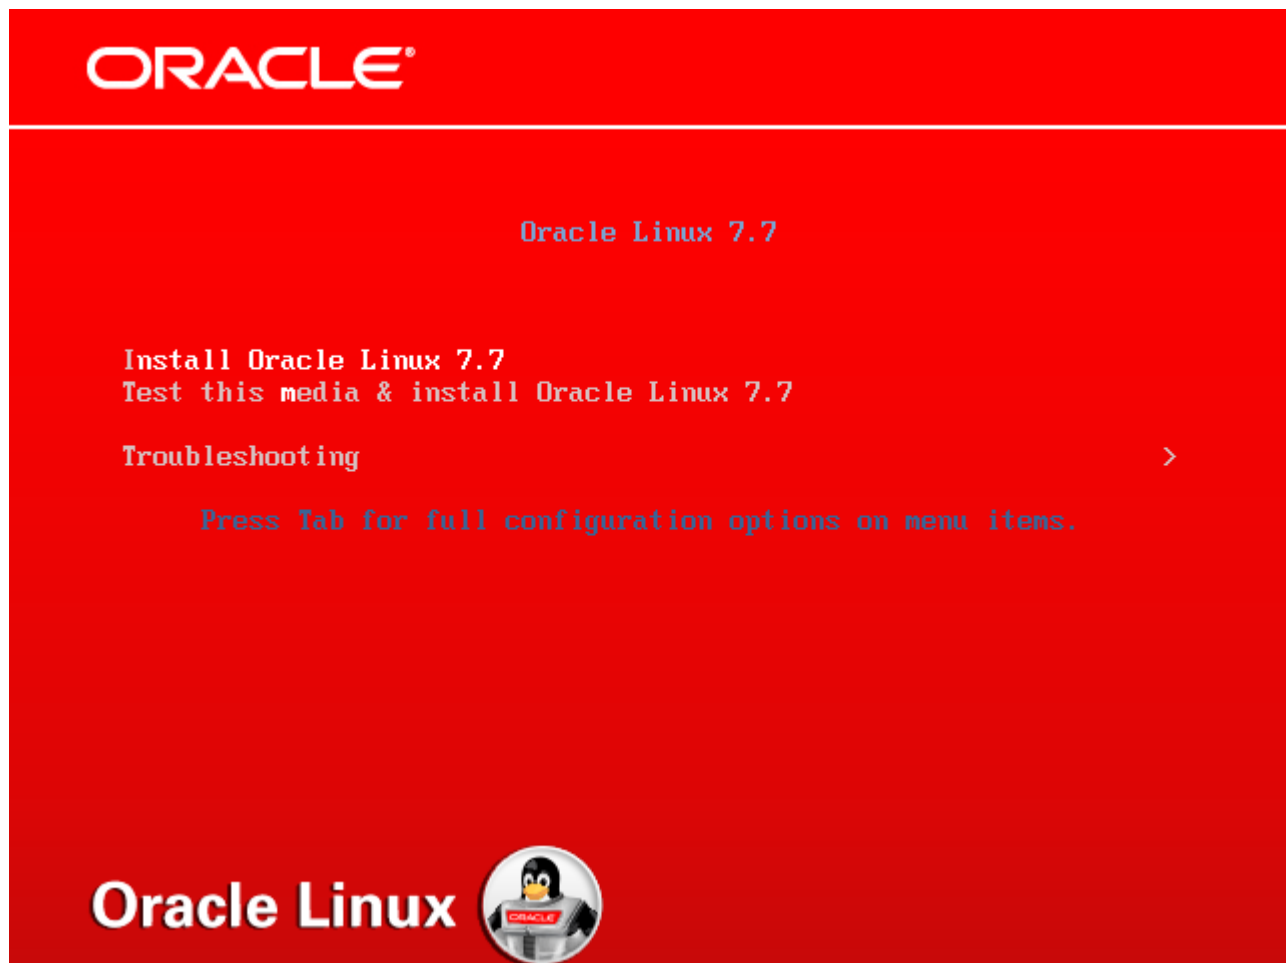 ORACLE®
Oracle Linux 7.7
Install Oracle Linux 7.7
Test this media & install Oracle Linux 7.7
Troubleshooting >
Press Tab for full configuration options on menu items.
Oracle Linux
ORACLE